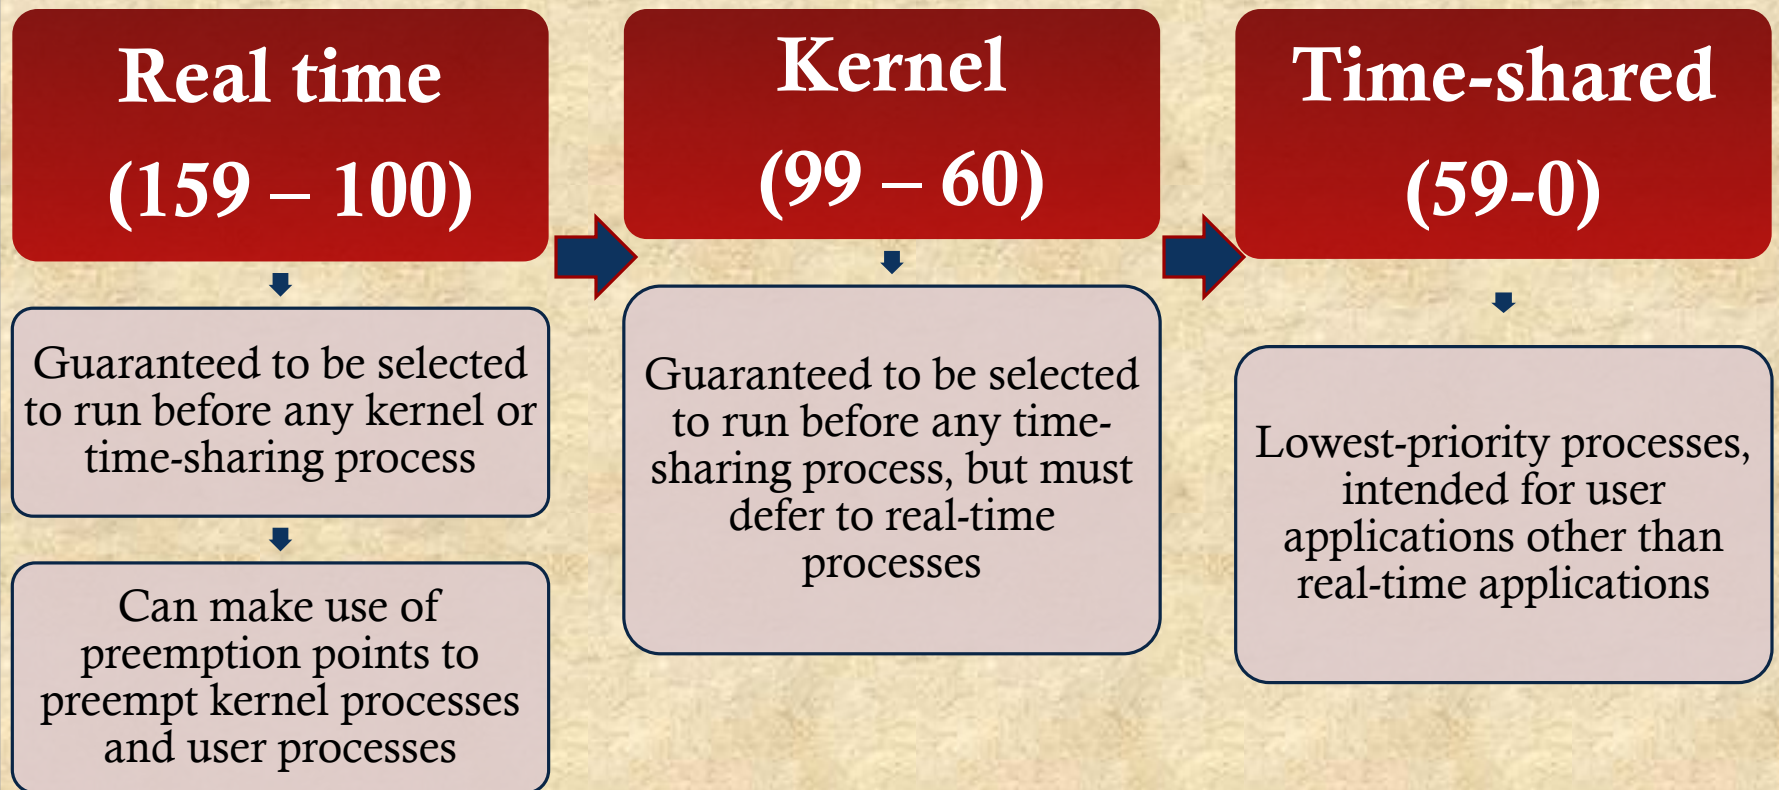 Real time
(159 – 100)
Guaranteed to be selected
to run before any kernel or
time-sharing process
Can make use of
preemption points to
preempt kernel processes
and user processes
Kernel
(99 – 60)
Guaranteed to be selected
to run before any time-
sharing process, but must
defer to real-time
processes
Time-shared
(59-0)
Lowest-priority processes,
intended for user
applications other than
real-time applications